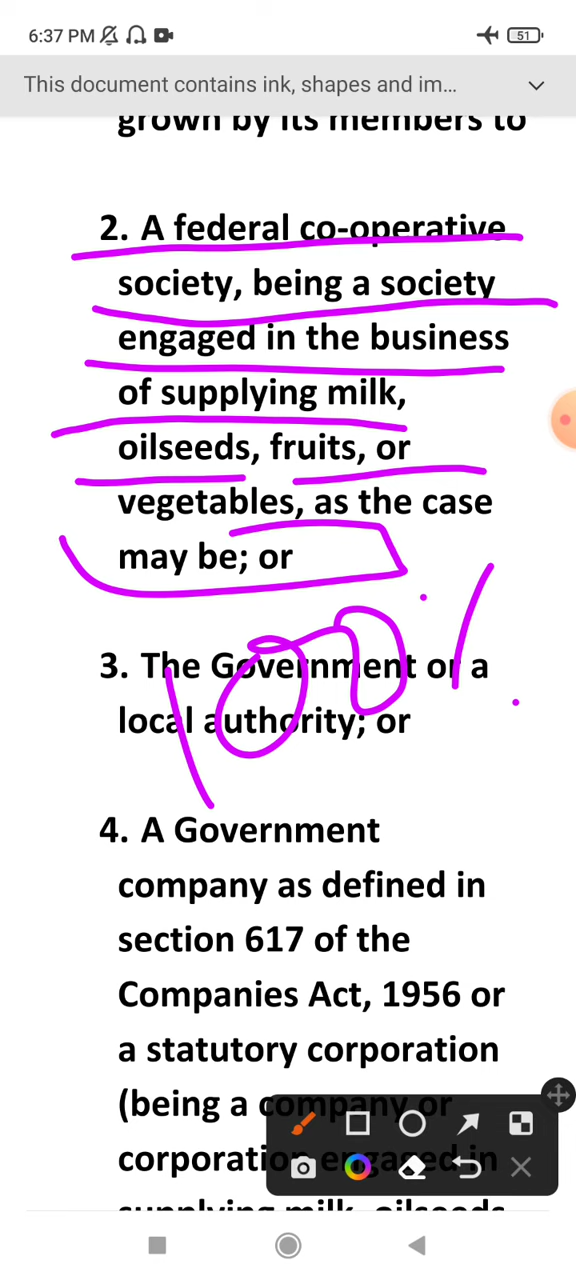 6:37 PM
51
This document contains ink, shapes and im...
grown by its members to
2. A federal co-operative
society, being a society
engaged in the business
of supplying milk,
oilseeds, fruits, or
vegetables, as the case
may be; or
100%
3. The Government or a
local authority; or
4. A Government
company as defined in
section 617 of the
Companies Act, 1956 or
a statutory corporation
(being a company or
corporation engaged in
supplying milk, oilseeds